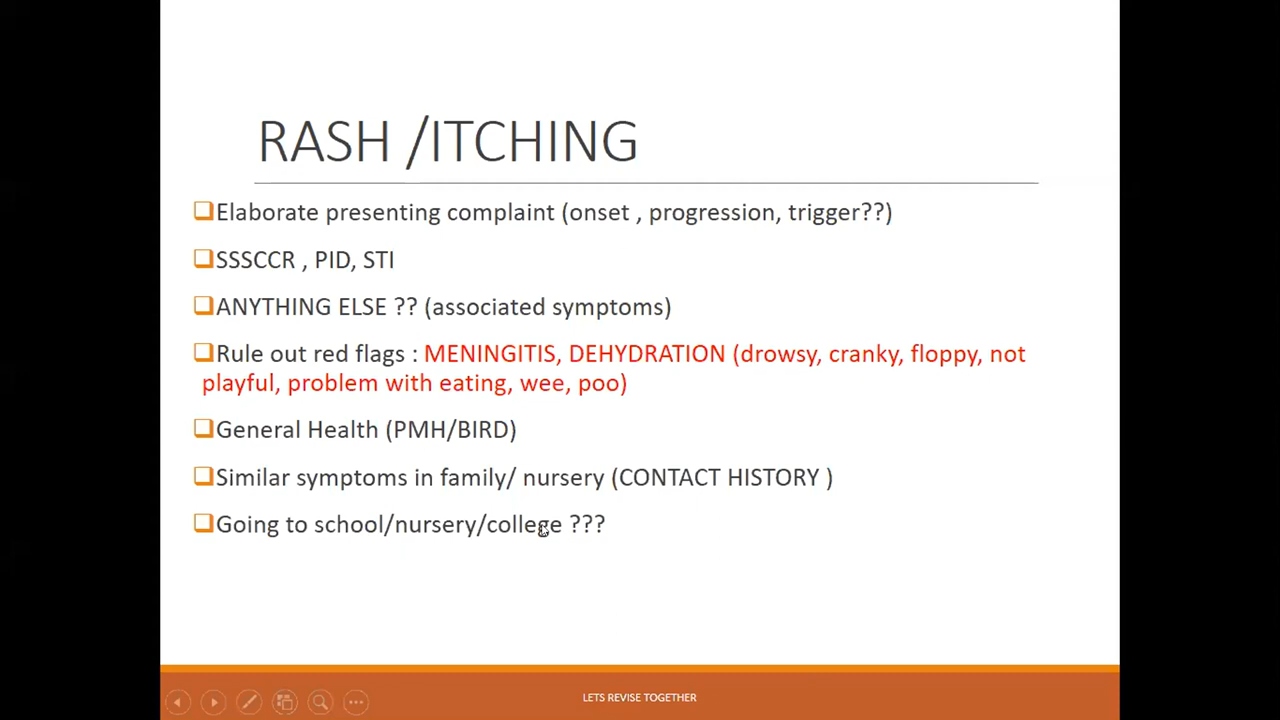 RASH /ITCHING
Elaborate presenting complaint (onset , progression, trigger??)
SSSCCR , PID, STI
ANYTHING ELSE ?? (associated symptoms)
Rule out red flags : MENINGITIS, DEHYDRATION (drowsy, cranky, floppy, not
playful, problem with eating, wee, poo)
General Health (PMH/BIRD)
Similar symptoms in family/ nursery (CONTACT HISTORY )
Going to school/nursery/college ???
LETS REVISE TOGETHER